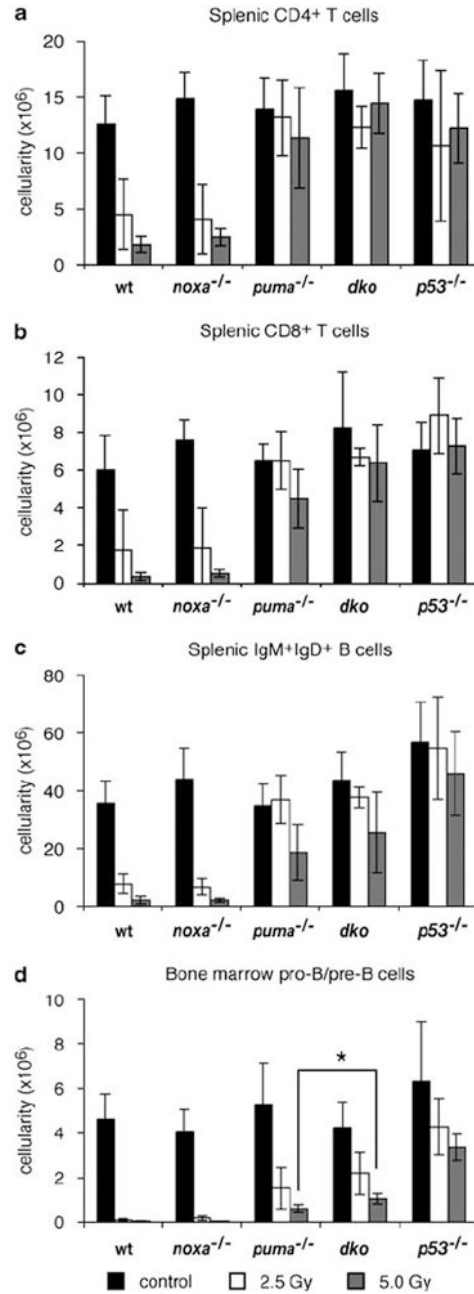 a
Splenic CD4+ T cells
cellularity (x10⁶)
20
15
10
5
0
wt noxa-/- puma-/- dko p53-/-
b
Splenic CD8+ T cells
cellularity (x10⁶)
12
10
8
6
4
2
0
wt noxa-/- puma-/- dko p53-/-
c
Splenic IgM+IgD+ B cells
cellularity (x10⁶)
80
60
40
20
0
wt noxa-/- puma-/- dko p53-/-
d
Bone marrow pro-B/pre-B cells
cellularity (x10⁶)
6
4
2
0
*
wt noxa-/- puma-/- dko p53-/-
control 2.5 Gy 5.0 Gy